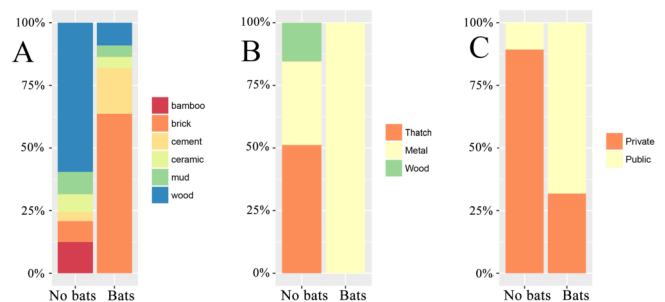 A
100%
75%
50%
25%
0%
No bats Bats
bamboo
brick
cement
ceramic
mud
wood
B
100%
75%
50%
25%
0%
No bats Bats
Thatch
Metal
Wood
C
100%
75%
50%
25%
0%
No bats Bats
Private
Public